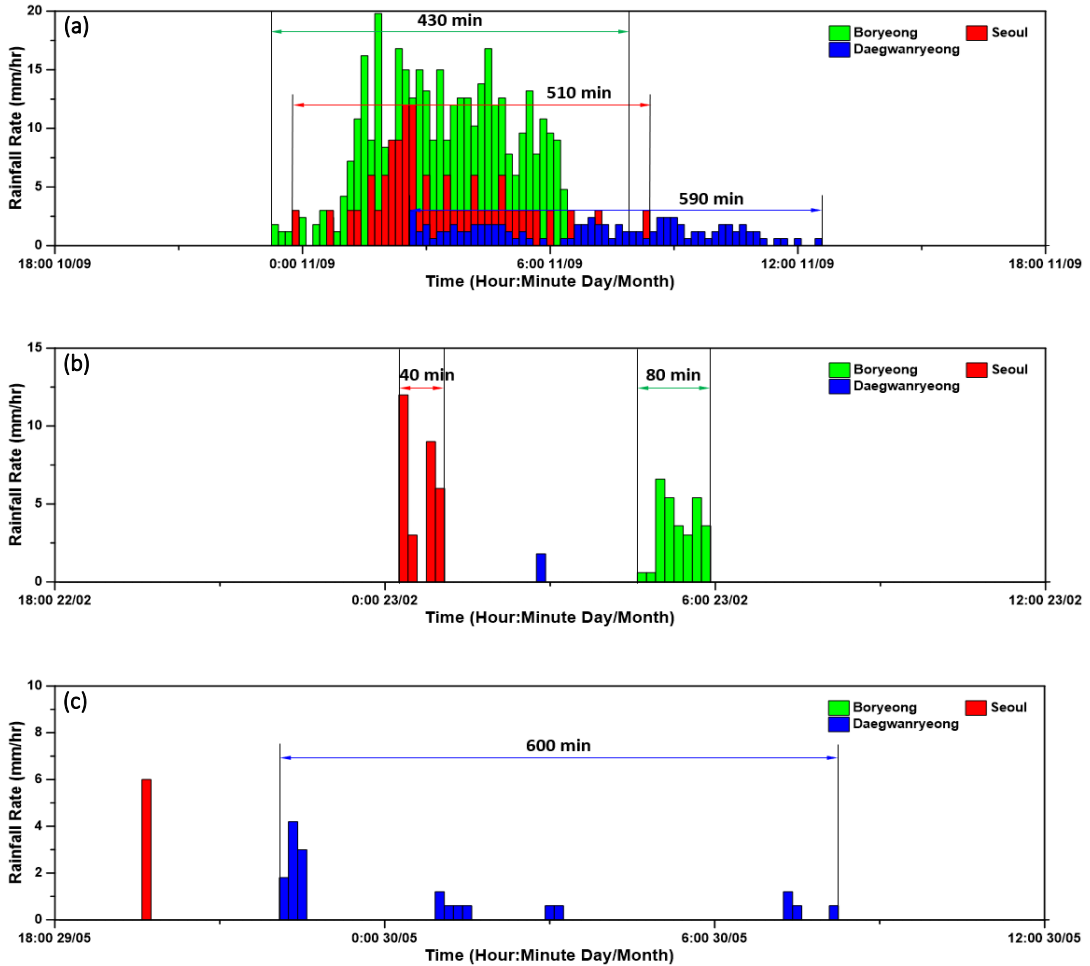 (a)
430 min
Boryeong Seoul
Daegwanryeong
510 min
590 min
Rainfall Rate (mm/hr)
20
15
10
5
0
18:00 10/09 0:00 11/09 6:00 11/09 12:00 11/09 18:00 11/09
Time (Hour:Minute Day/Month)
(b)
40 min 80 min
Boryeong Seoul
Daegwanryeong
Rainfall Rate (mm/hr)
15
10
5
0
18:00 22/02 0:00 23/02 6:00 23/02 12:00 23/02
Time (Hour:Minute Day/Month)
(c)
600 min
Boryeong Seoul
Daegwanryeong
Rainfall Rate (mm/hr)
10
8
6
4
2
0
18:00 29/05 0:00 30/05 6:00 30/05 12:00 30/05
Time (Hour:Minute Day/Month)